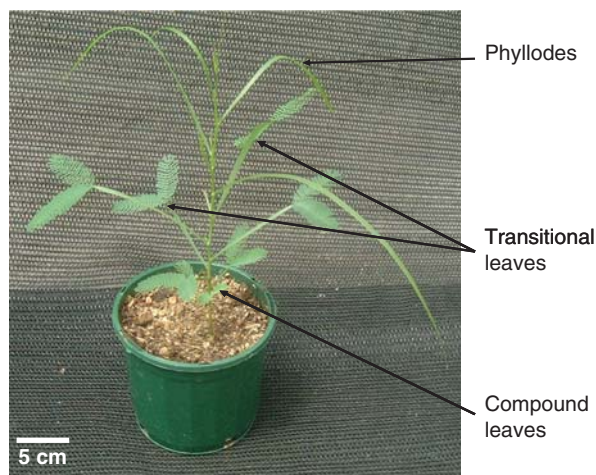 Phyllodes
Transitional
leaves
Compound
leaves
5 cm